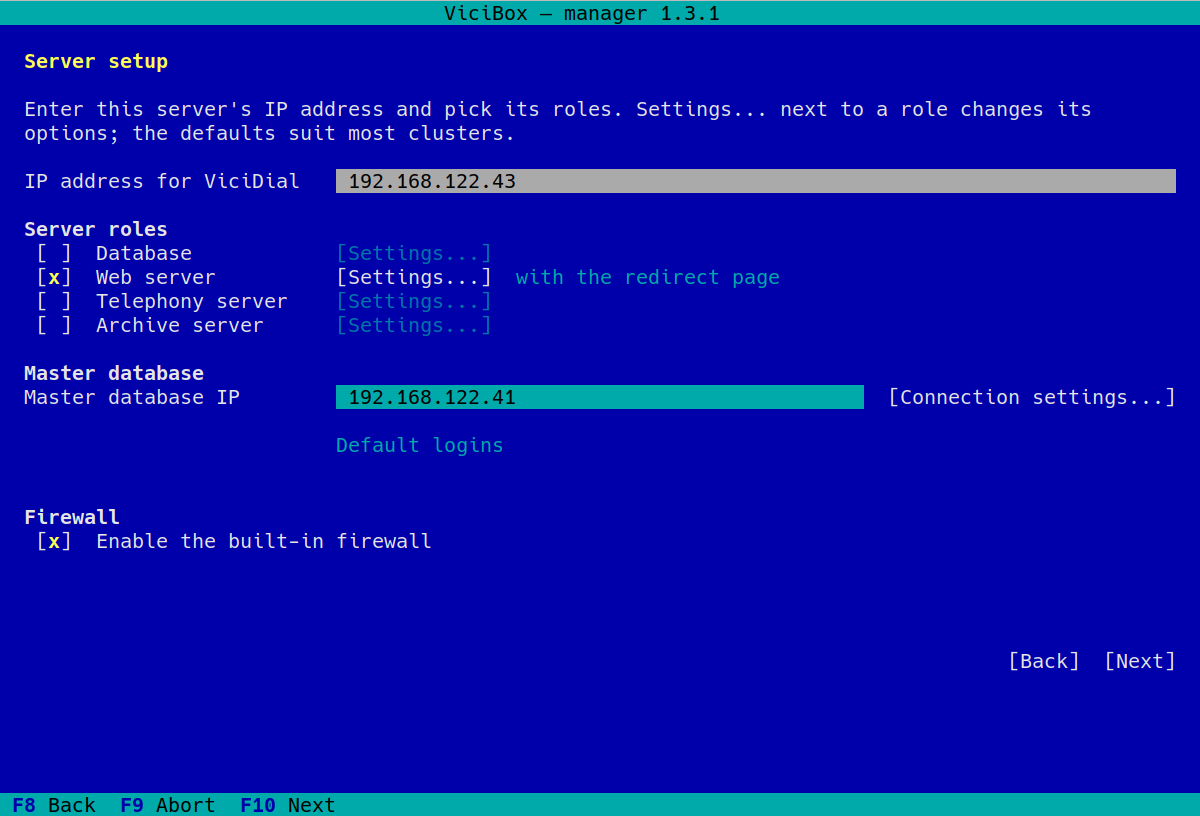 ViciBox — manager 1.3.1
Server setup
Enter this server's IP address and pick its roles. Settings... next to a role changes its
options; the defaults suit most clusters.
IP address for ViciDial 192.168.122.43
Server roles
[ ] Database [Settings...]
[x] Web server [Settings...] with the redirect page
[ ] Telephony server [Settings...]
[ ] Archive server [Settings...]
Master database
Master database IP 192.168.122.41 [Connection settings...]
Default logins
Firewall
[x] Enable the built-in firewall
[Back] [Next]
F8 Back F9 Abort F10 Next